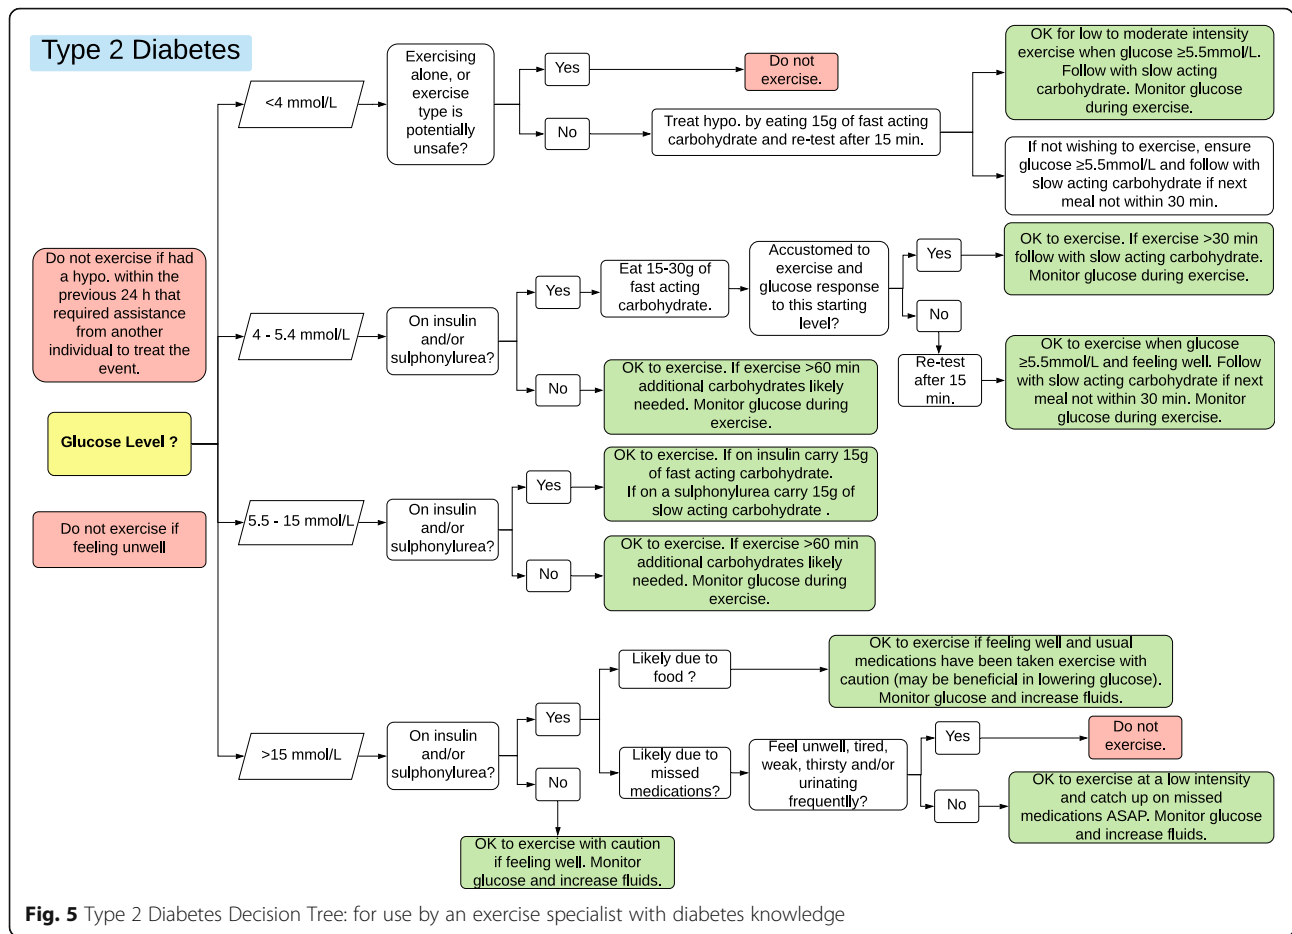 Type 2 Diabetes
<4 mmol/L
Exercising
alone, or
exercise
type is
potentially
unsafe?
Yes
Do not
exercise.
No
Treat hypo. by eating 15g of fast acting
carbohydrate and re-test after 15 min.
OK for low to moderate intensity
exercise when glucose ≥5.5mmol/L.
Follow with slow acting
carbohydrate. Monitor glucose
during exercise.
If not wishing to exercise, ensure
glucose ≥5.5mmol/L and follow with
slow acting carbohydrate if next
meal not within 30 min.
Do not exercise if had
a hypo. within the
previous 24 h that
required assistance
from another
individual to treat the
event.
Glucose Level ?
Do not exercise if
feeling unwell
4 - 5.4 mmol/L
On insulin
and/or
sulphonylurea?
Yes
Eat 15-30g of
fast acting
carbohydrate.
Accustomed to
exercise and
glucose response
to this starting
level?
Yes
OK to exercise. If exercise >30 min
follow with slow acting carbohydrate.
Monitor glucose during exercise.
No
Re-test
after 15
min.
OK to exercise when glucose
≥5.5mmol/L and feeling well. Follow
with slow acting carbohydrate if next
meal not within 30 min. Monitor
glucose during exercise.
No
OK to exercise. If exercise >60 min
additional carbohydrates likely
needed. Monitor glucose during
exercise.
5.5 - 15 mmol/L
On insulin
and/or
sulphonylurea?
Yes
OK to exercise. If on insulin carry 15g
of fast acting carbohydrate.
If on a sulphonylurea carry 15g of
slow acting carbohydrate .
No
OK to exercise. If exercise >60 min
additional carbohydrates likely
needed. Monitor glucose during
exercise.
>15 mmol/L
On insulin
and/or
sulphonylurea?
Yes
Likely due to
food ?
OK to exercise if feeling well and usual
medications have been taken exercise with
caution (may be beneficial in lowering glucose).
Monitor glucose and increase fluids.
Likely due to
missed
medications?
Feel unwell, tired,
weak, thirsty and/or
urinating
frequentlly?
Yes
Do not
exercise.
No
OK to exercise at a low intensity
and catch up on missed
medications ASAP. Monitor glucose
and increase fluids.
No
OK to exercise with caution
if feeling well. Monitor
glucose and increase fluids.
Fig. 5 Type 2 Diabetes Decision Tree: for use by an exercise specialist with diabetes knowledge